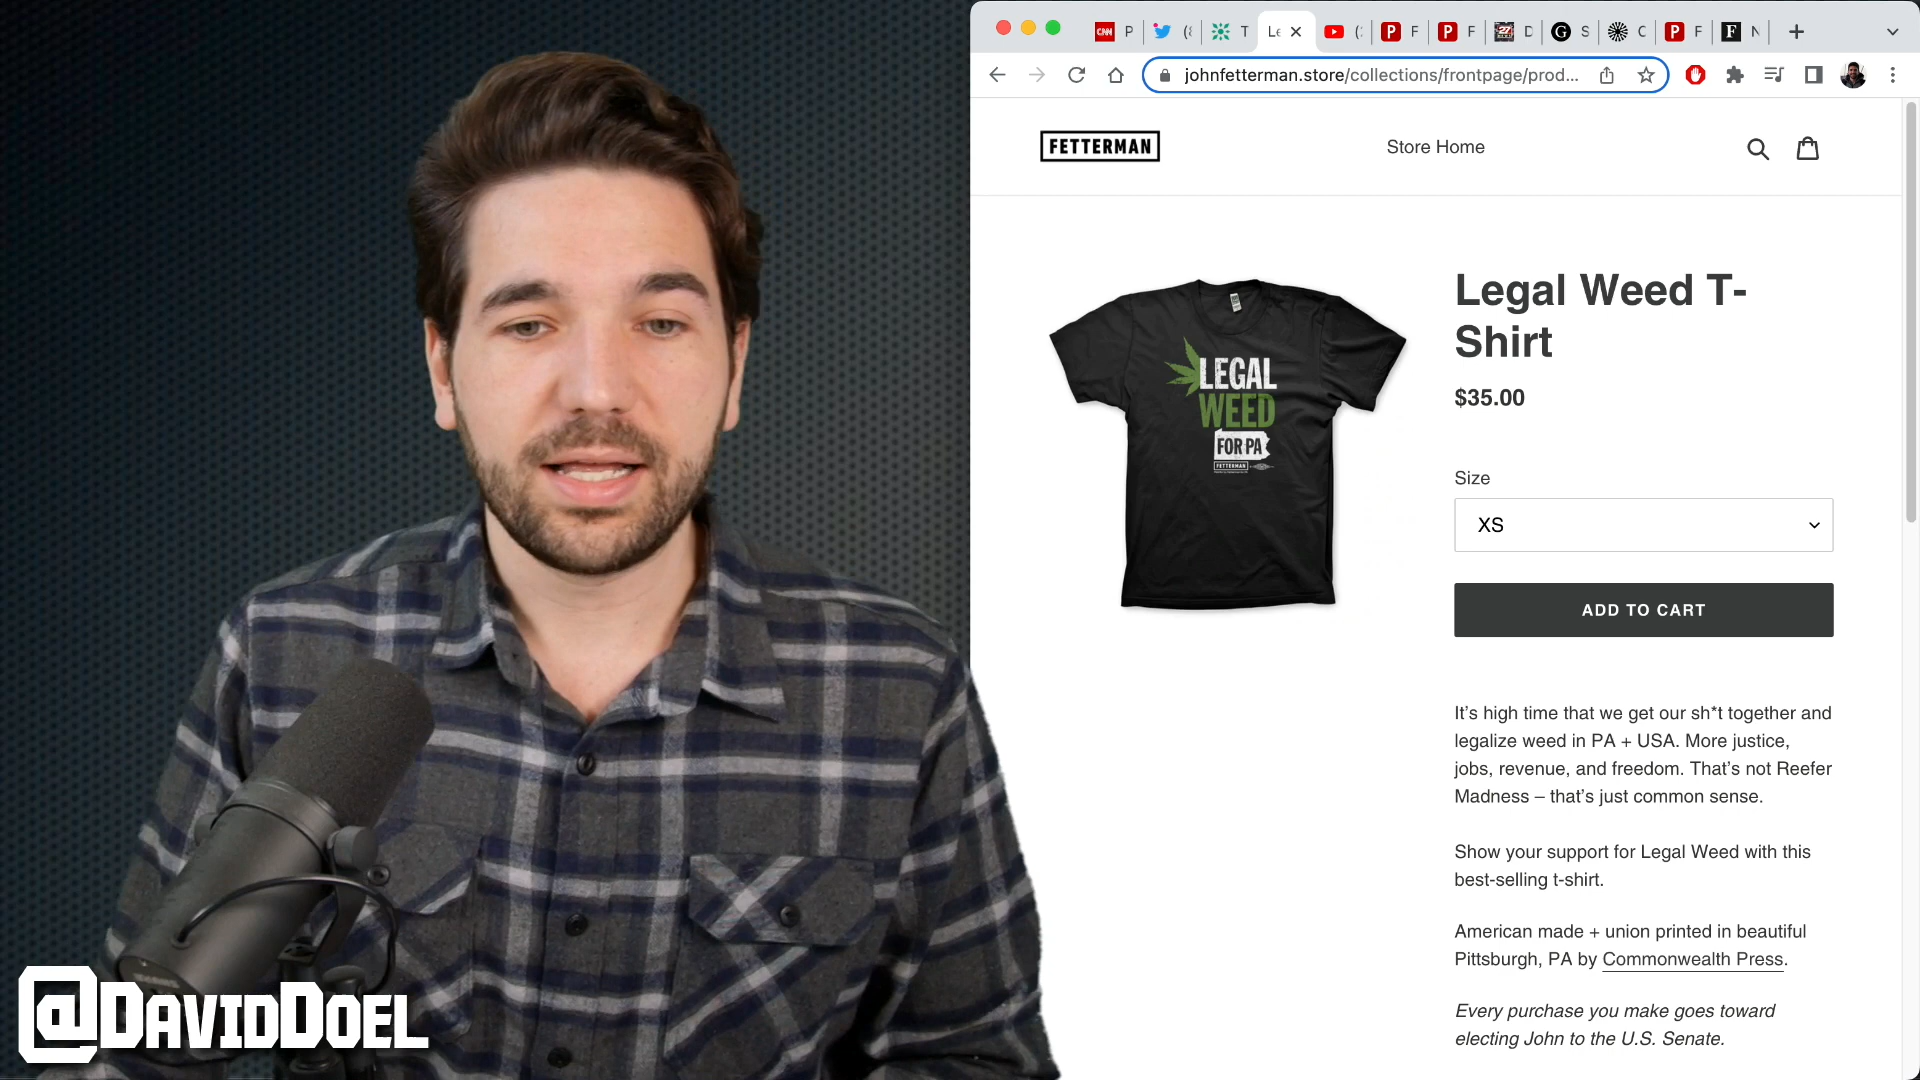 P
(8
T
Le
(2
F
F
D
S
C
F
N
johnfetterman.store/collections/frontpage/prod...
FETTERMAN
Store Home
LEGAL
WEED
FOR PA
FETTERMAN
Legal Weed T-
Shirt
$35.00
Size
XS
ADD TO CART
It’s high time that we get our sh*t together and
legalize weed in PA + USA. More justice,
jobs, revenue, and freedom. That’s not Reefer
Madness – that’s just common sense.
Show your support for Legal Weed with this
best-selling t-shirt.
American made + union printed in beautiful
Pittsburgh, PA by Commonwealth Press.
Every purchase you make goes toward
electing John to the U.S. Senate.
@DAVIDDOEL